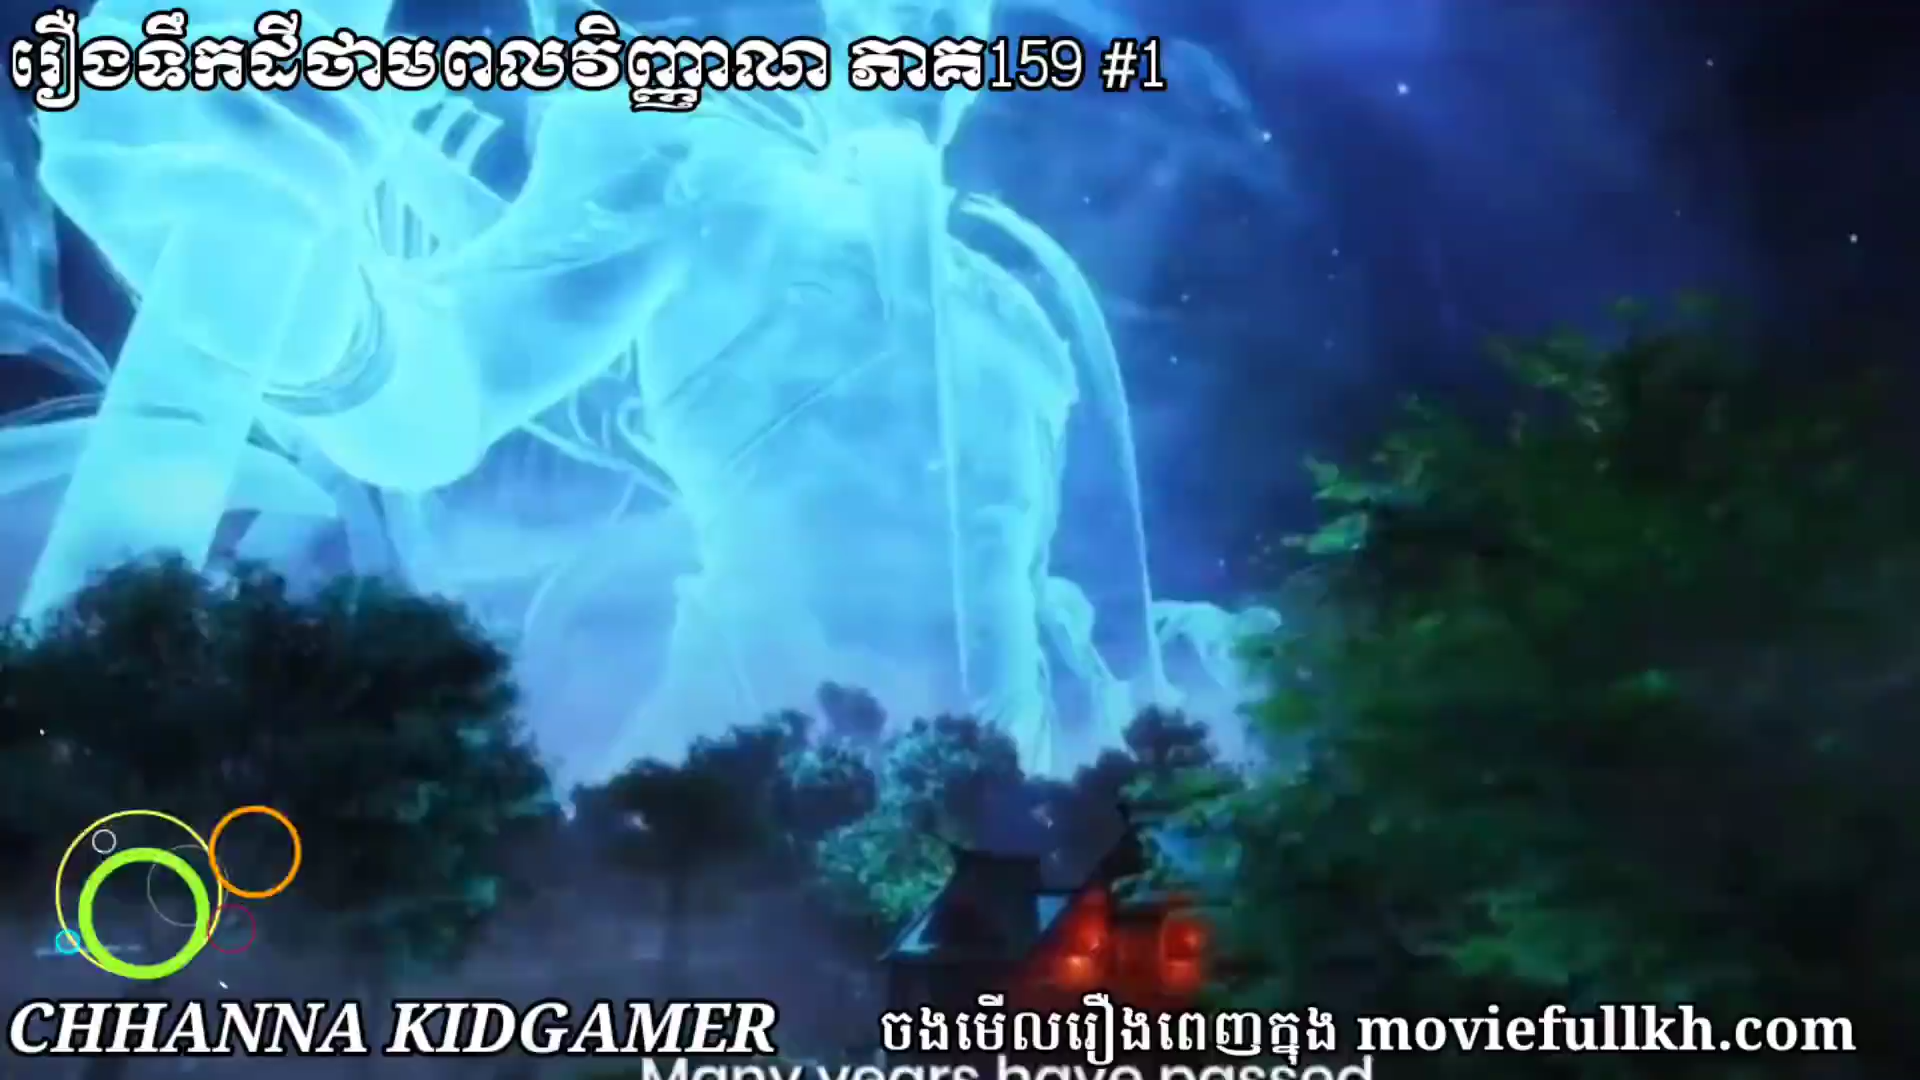 រឿងទឹកដីថាមពលវិញ្ញាណ ភាគ159 #1
CHHANNA KIDGAMER
ចង់មើលរឿងពេញក្នុង moviefullkh.com
Many years have passed